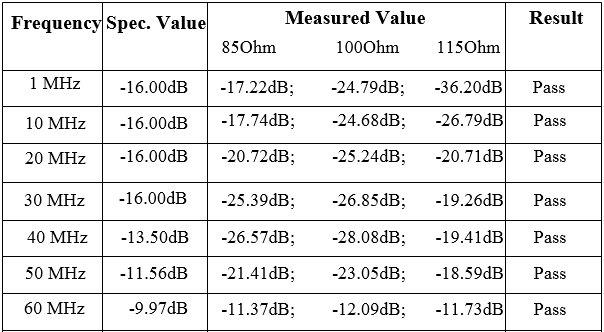 Frequency Spec. Value Measured Value Result
85Ohm 100Ohm 115Ohm
1 MHz -16.00dB -17.22dB; -24.79dB; -36.20dB Pass
10 MHz -16.00dB -17.74dB; -24.68dB; -26.79dB Pass
20 MHz -16.00dB -20.72dB; -25.24dB; -20.71dB Pass
30 MHz -16.00dB -25.39dB; -26.85dB; -19.26dB Pass
40 MHz -13.50dB -26.57dB; -28.08dB; -19.41dB Pass
50 MHz -11.56dB -21.41dB; -23.05dB; -18.59dB Pass
60 MHz -9.97dB -11.37dB; -12.09dB; -11.73dB Pass